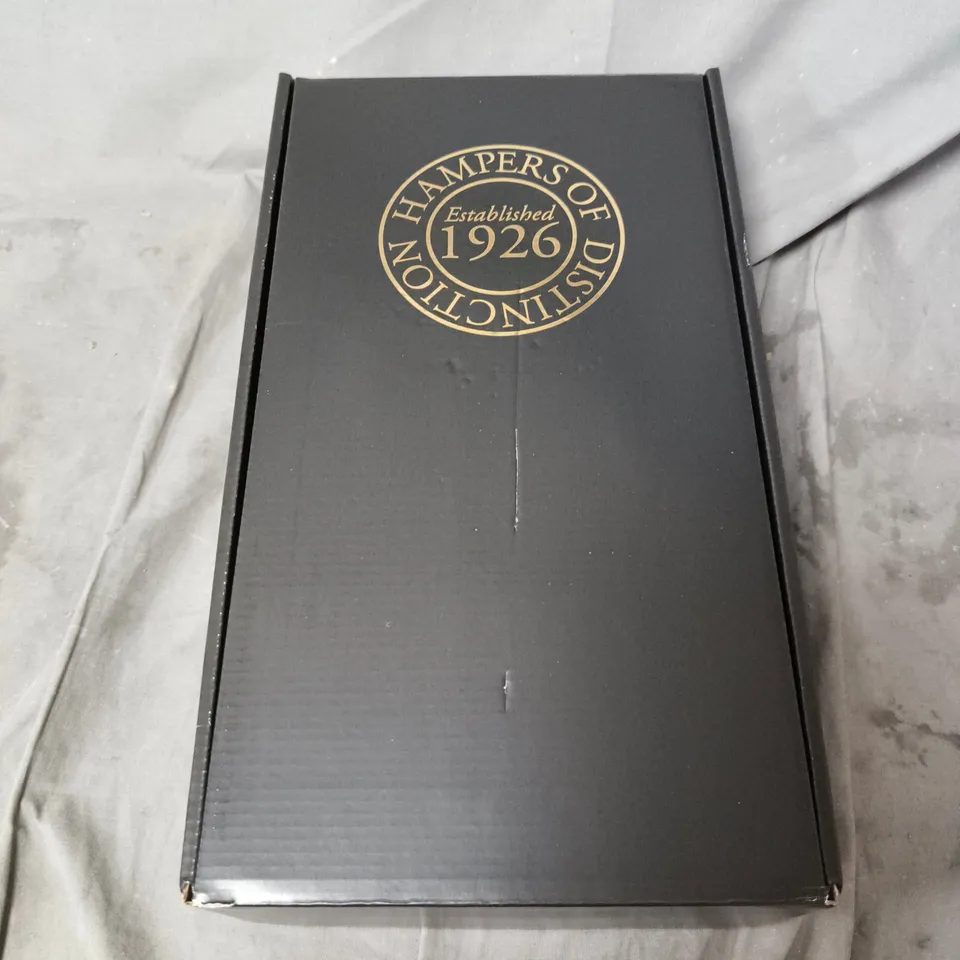 HAMPERS OF DISTINCTION
Established
1926